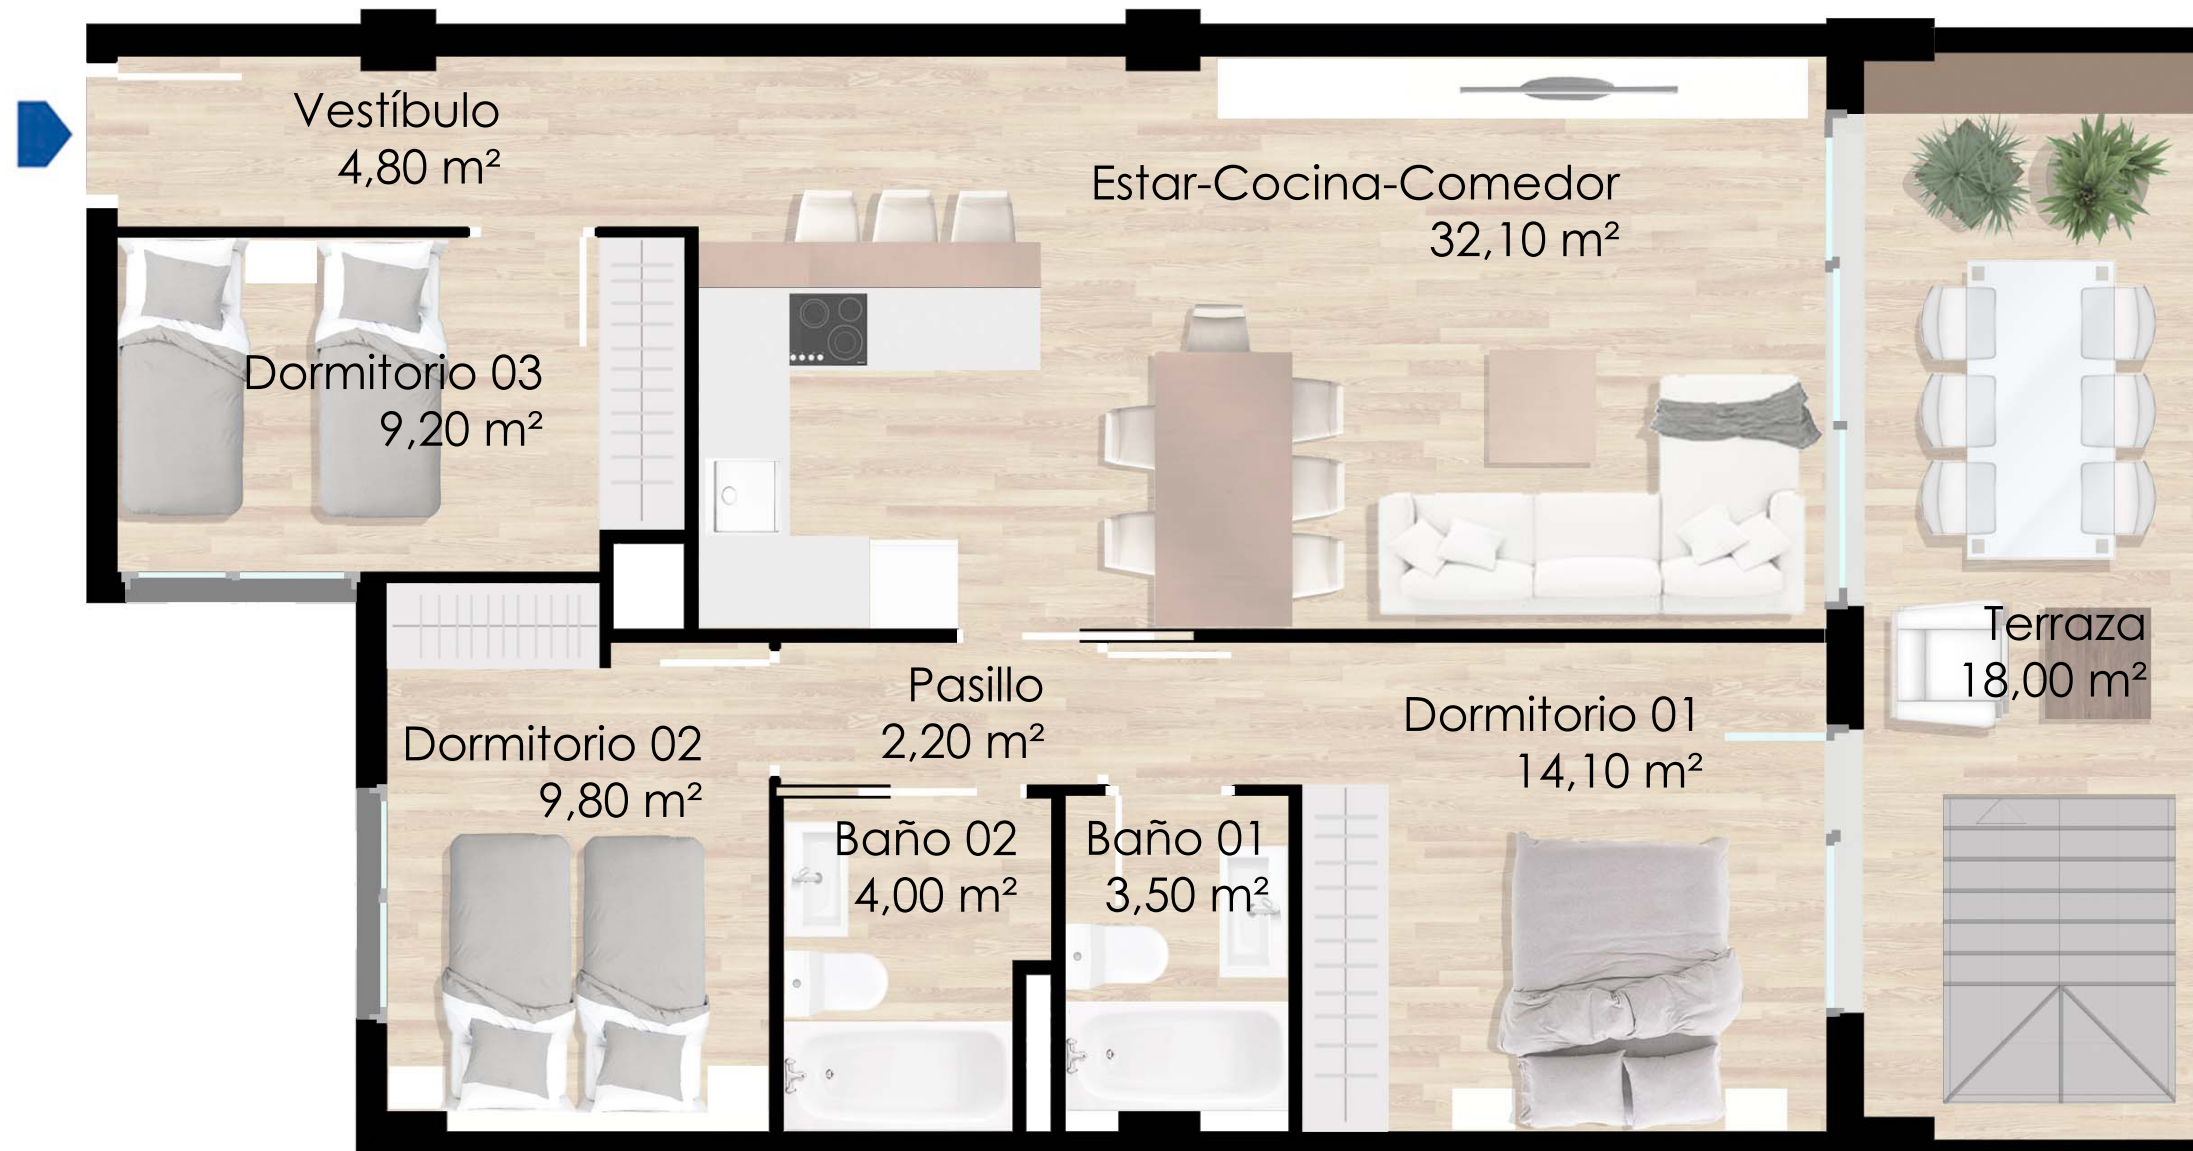 Vestíbulo
4,80 m²
Estar-Cocina-Comedor
32,10 m²
Dormitorio 03
9,20 m²
Terraza
18,00 m²
Pasillo
2,20 m²
Dormitorio 01
14,10 m²
Dormitorio 02
9,80 m²
Baño 02
4,00 m²
Baño 01
3,50 m²